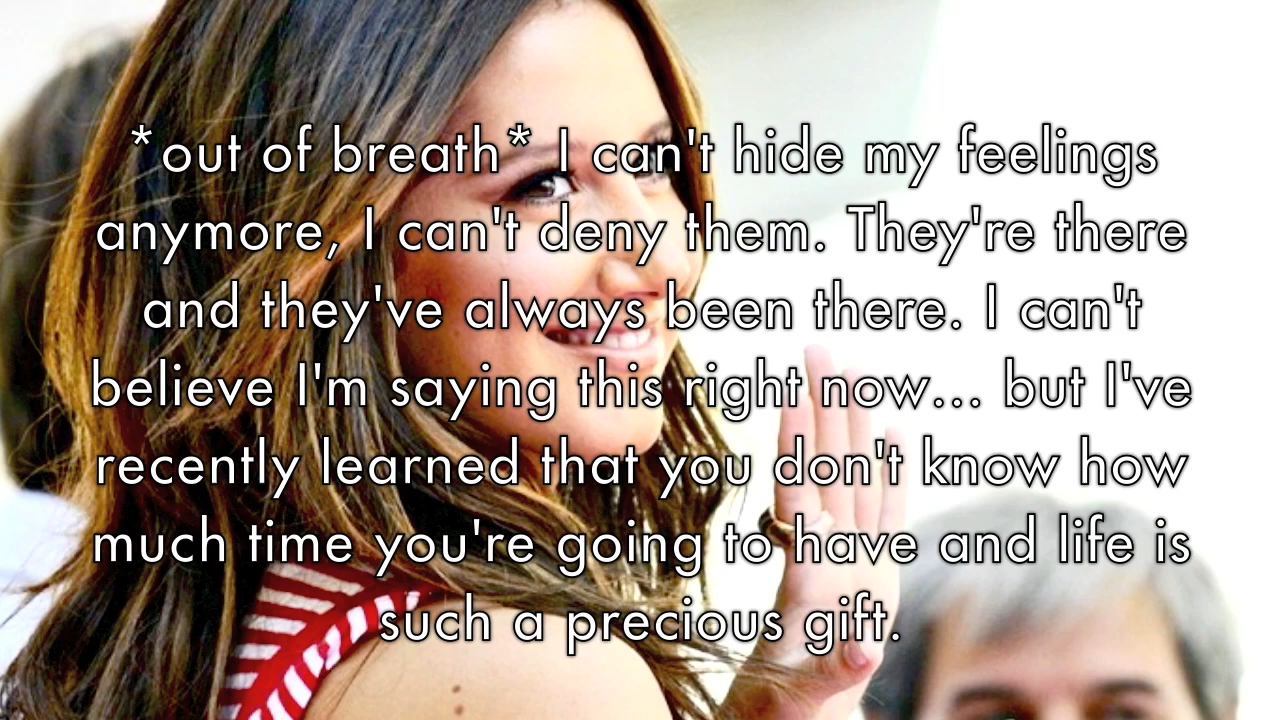 *out of breath* I can't hide my feelings
anymore, I can't deny them. They're there
and they've always been there. I can't
believe I'm saying this right now... but I've
recently learned that you don't know how
much time you're going to have and life is
such a precious gift.